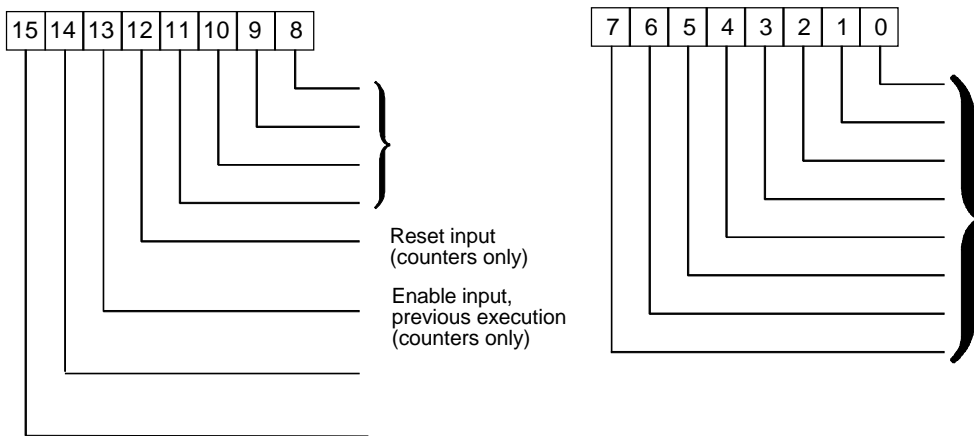 15 14 13 12 11 10 9 8
7 6 5 4 3 2 1 0
Reset input
(counters only)
Enable input,
previous execution
(counters only)